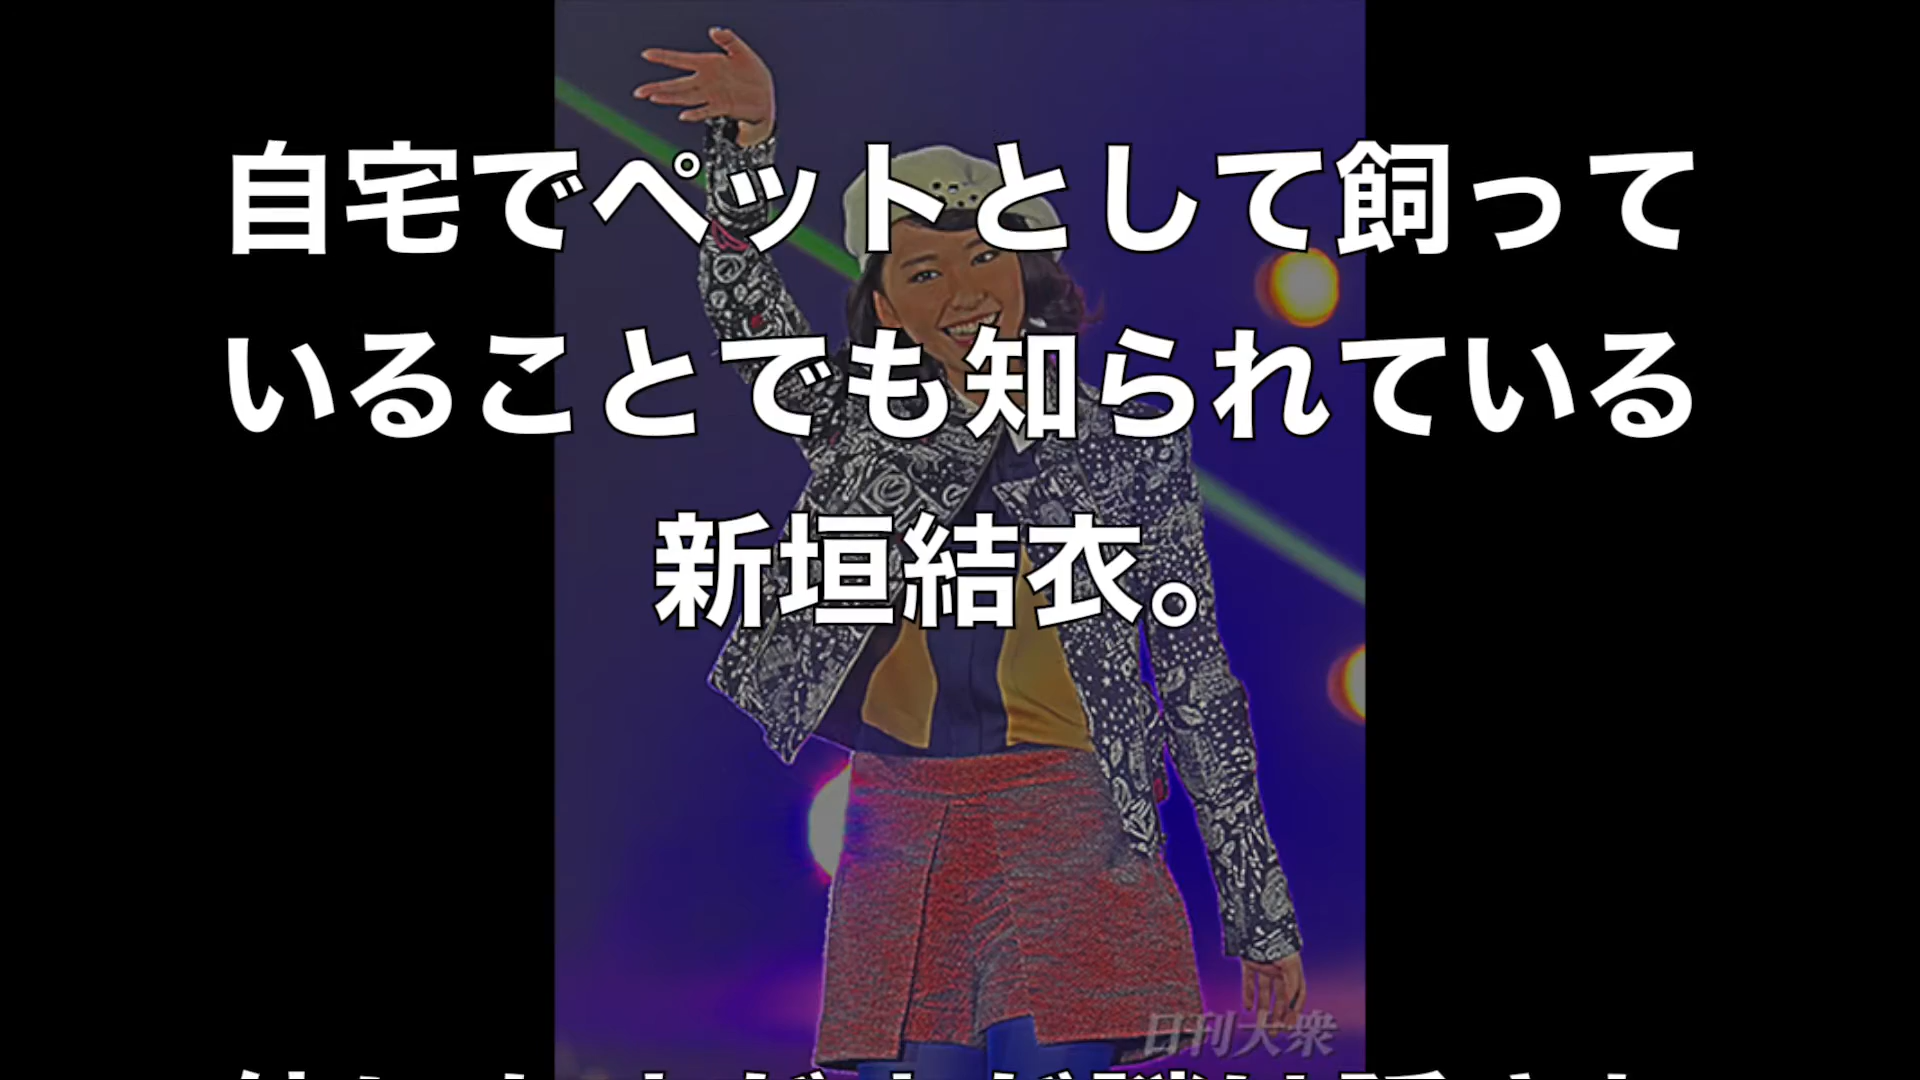 自宅でペットとして飼って
いることでも知られている
新垣結衣。
日刊大衆